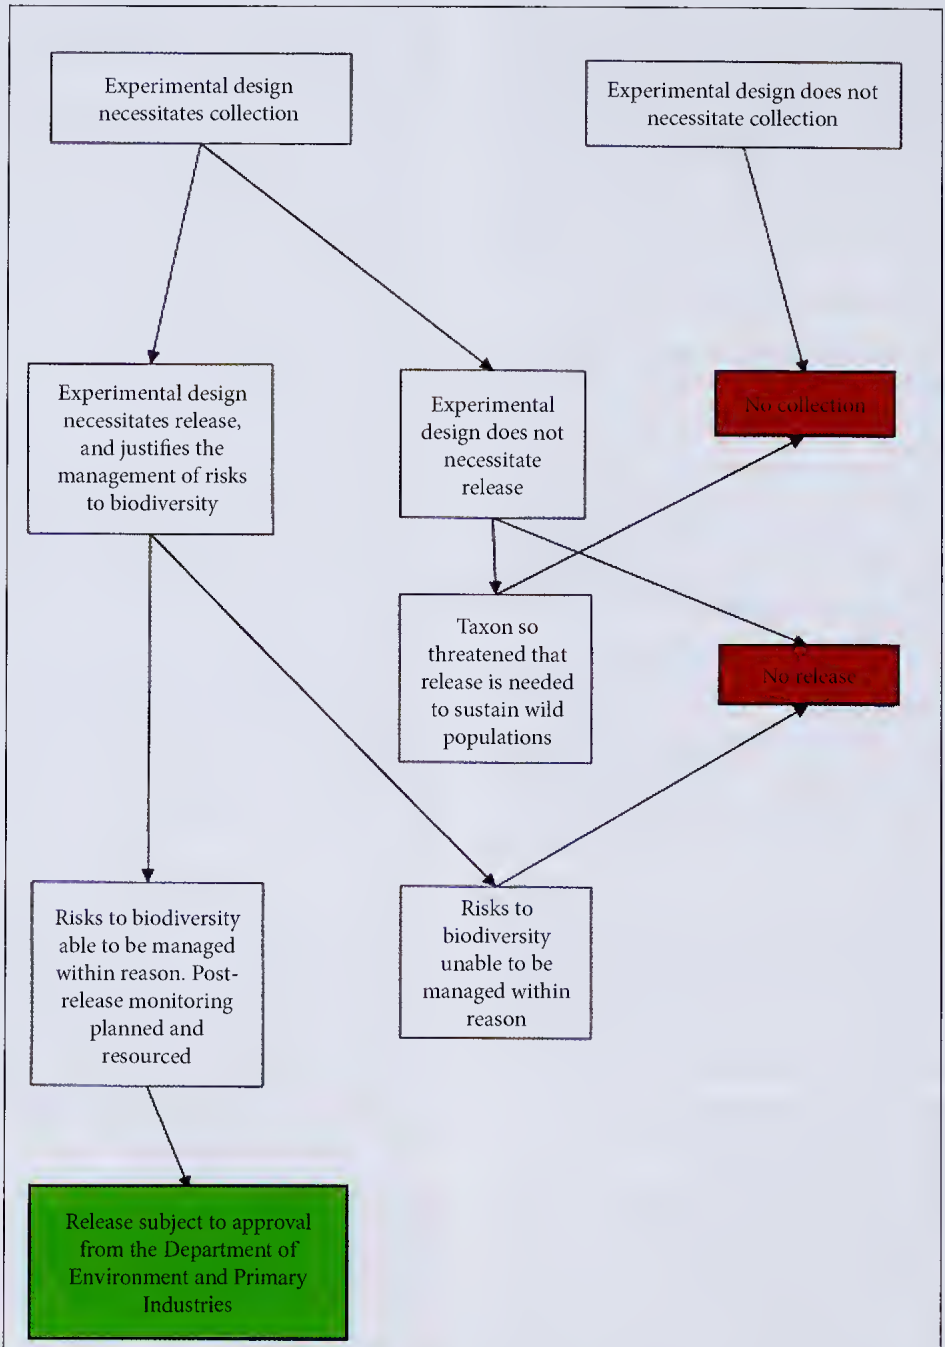 Experimental design
necessitates collection
Experimental design does not
necessitate collection
Experimental design
necessitates release,
and justifies the
management of risks
to biodiversity
Experimental
design does not
necessitate
release
No collection
Taxon so
threatened that
release is needed
to sustain wild
populations
No release
Risks to biodiversity
able to be managed
within reason. Post-
release monitoring
planned and
resourced
Risks to
biodiversity
unable to be
managed within
reason
Release subject to approval
from the Department of
Environment and Primary
Industries